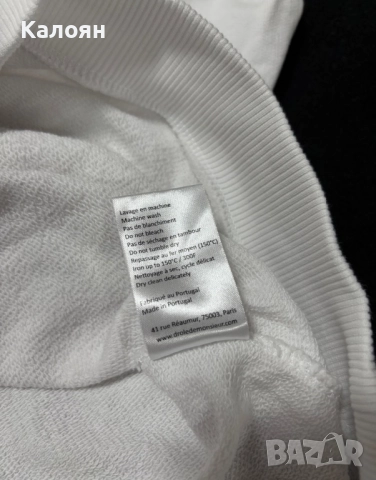 Калоян
Lavage en machine
Machine wash
Pas de blanchiment
Do not bleach
Pas de séchage en tambour
Do not tumble dry
Repassage au fer moyen (150°C)
Iron up to 150°C / 300F
Nettoyage à sec, cycle délicat
Dry clean delicately
Fabriqué au Portugal
Made in Portugal
41 rue Réaumur, 75003, Paris
www.droledemonsieur.com
BAZAR